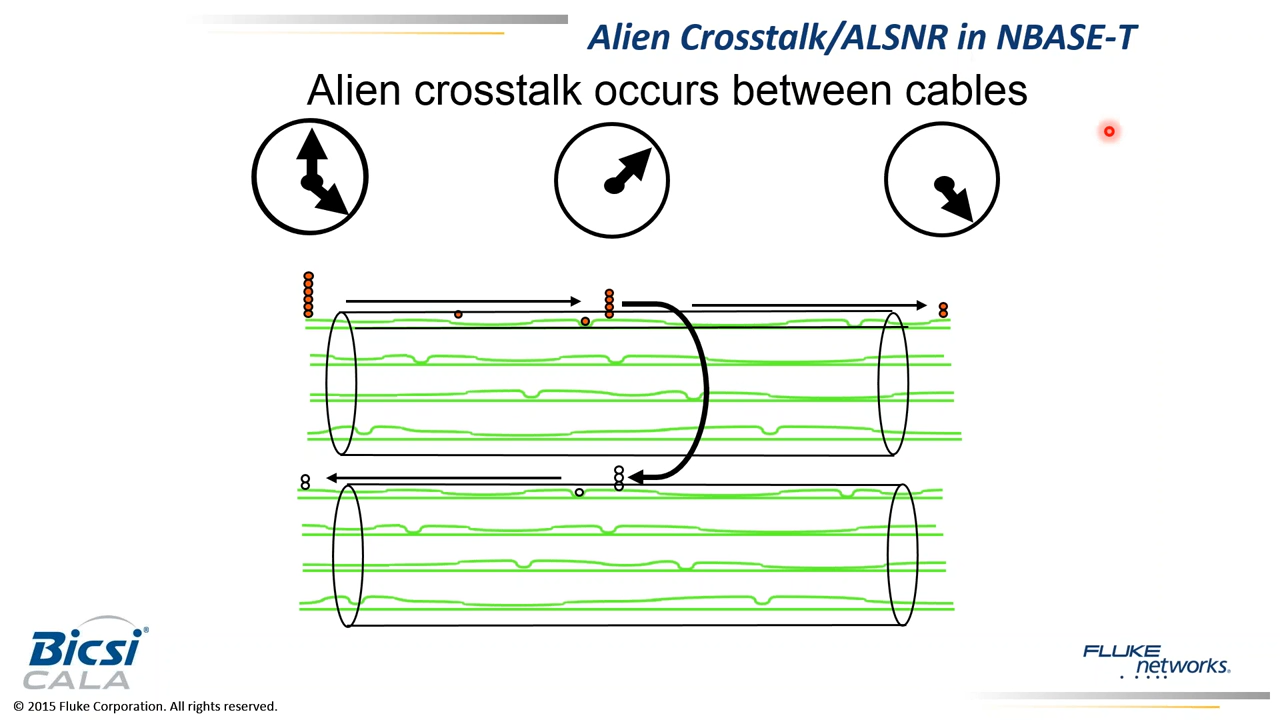 Alien Crosstalk/ALSNR in NBASE-T
Alien crosstalk occurs between cables
Bicsi®
CALA
FLUKE
networks®
© 2015 Fluke Corporation. All rights reserved.